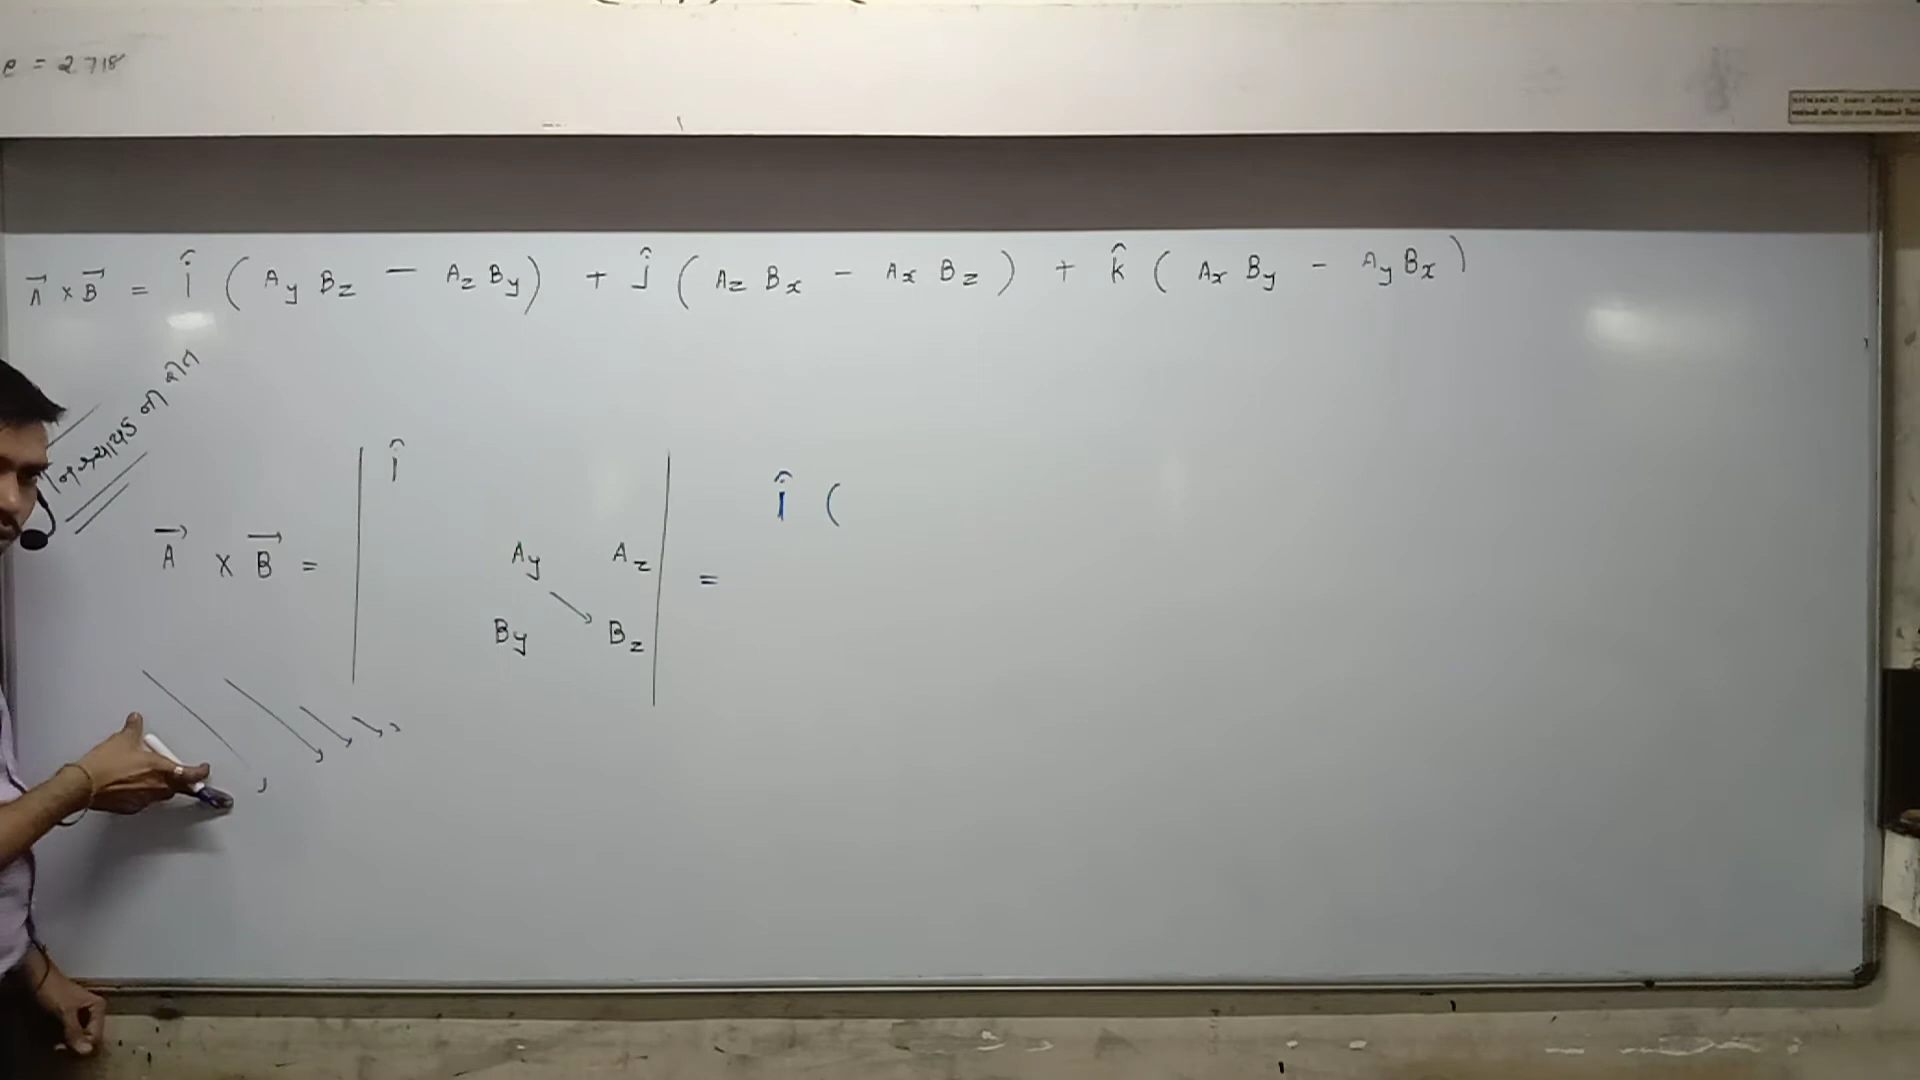 e = 2.718
A⃗ × B⃗ = î ( Ay Bz − Az By ) + ĵ ( Az Bx − Ax Bz ) + k̂ ( Ax By − Ay Bx )
નિશ્ચાયક ની રીત
A⃗ × B⃗ = | î
Ay Az
By Bz | = î (